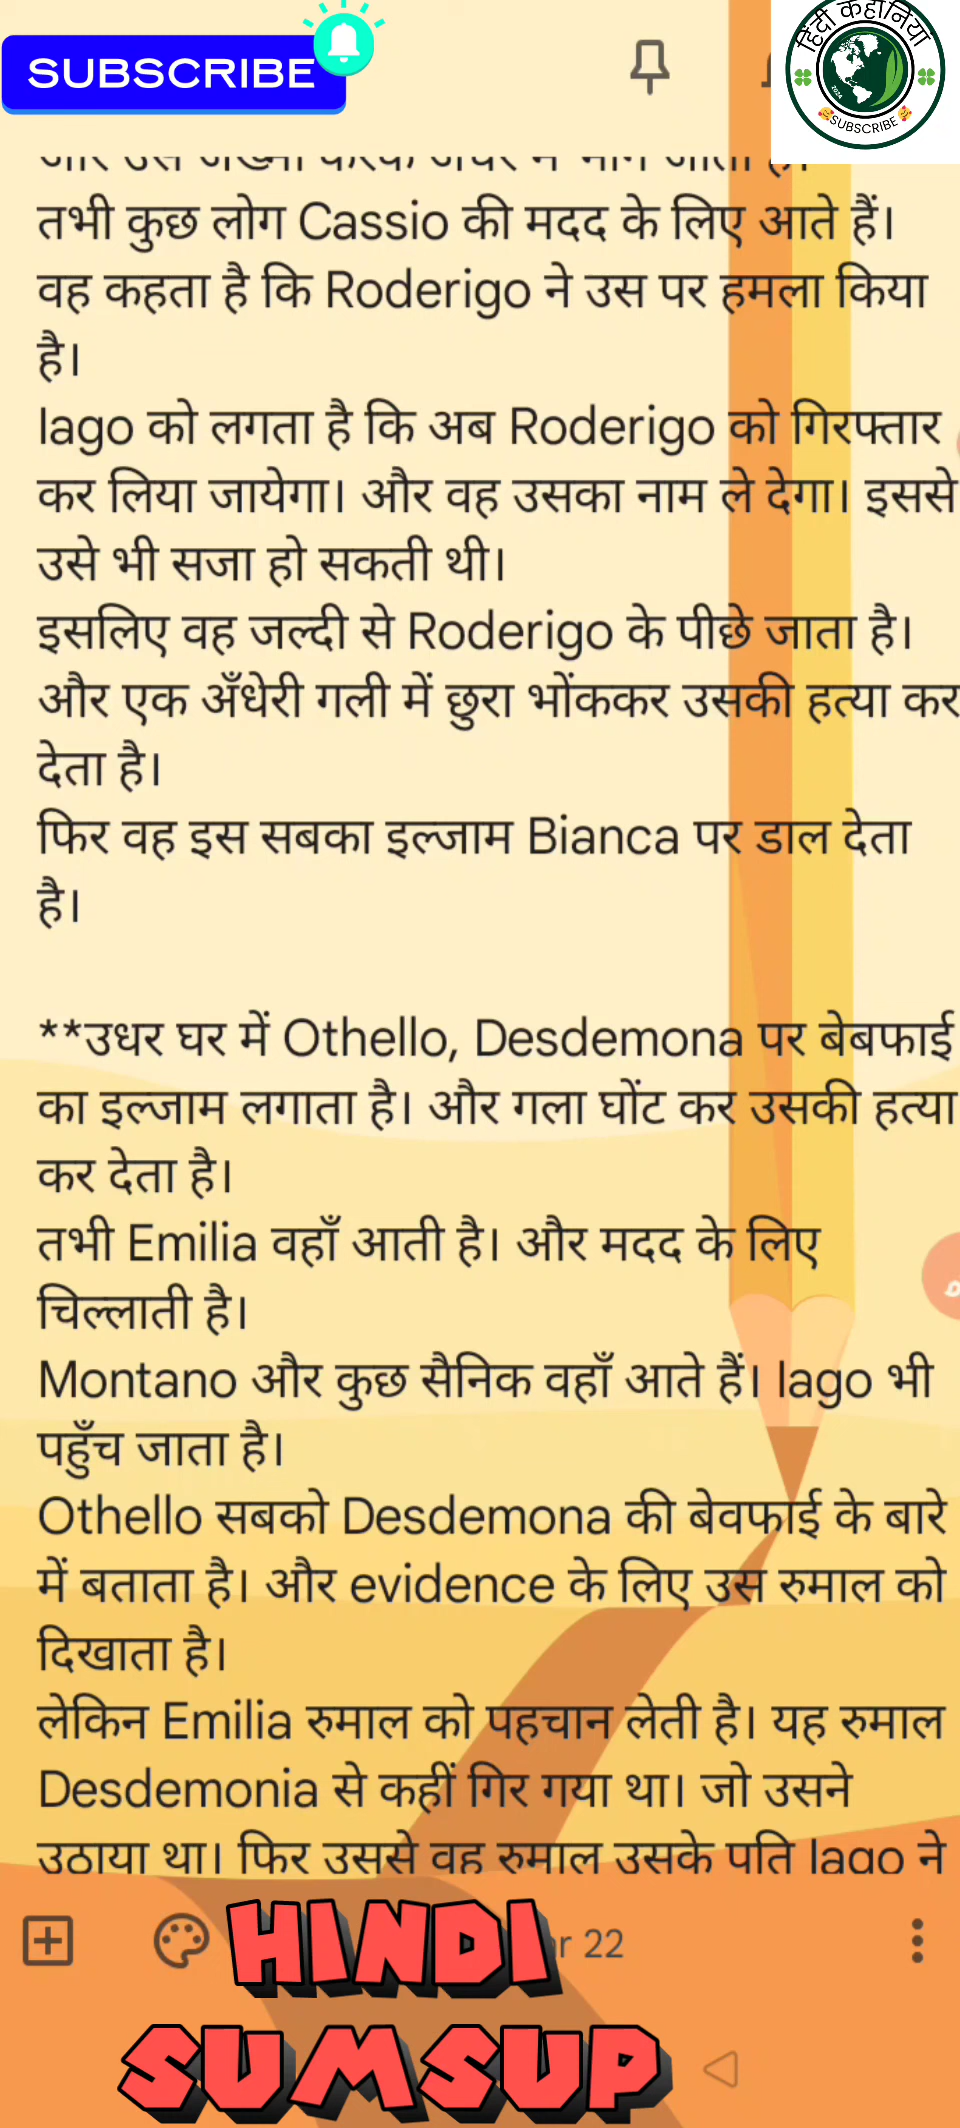 SUBSCRIBE
हिंदी कहानियां
2024
SUBSCRIBE
तभी कुछ लोग Cassio की मदद के लिए आते हैं।
वह कहता है कि Roderigo ने उस पर हमला किया
है।
Iago को लगता है कि अब Roderigo को गिरफ्तार
कर लिया जायेगा। और वह उसका नाम ले देगा। इससे
उसे भी सजा हो सकती थी।
इसलिए वह जल्दी से Roderigo के पीछे जाता है।
और एक अँधेरी गली में छुरा भोंककर उसकी हत्या कर
देता है।
फिर वह इस सबका इल्जाम Bianca पर डाल देता
है।
**उधर घर में Othello, Desdemona पर बेबफाई
का इल्जाम लगाता है। और गला घोंट कर उसकी हत्या
कर देता है।
तभी Emilia वहाँ आती है। और मदद के लिए
चिल्लाती है।
Montano और कुछ सैनिक वहाँ आते हैं। Iago भी
पहुँच जाता है।
Othello सबको Desdemona की बेवफाई के बारे
में बताता है। और evidence के लिए उस रुमाल को
दिखाता है।
लेकिन Emilia रुमाल को पहचान लेती है। यह रुमाल
Desdemonia से कहीं गिर गया था। जो उसने
उठाया था। फिर उससे वह रुमाल उसके पति Iago ने
r 22
HINDI
SUMSUP